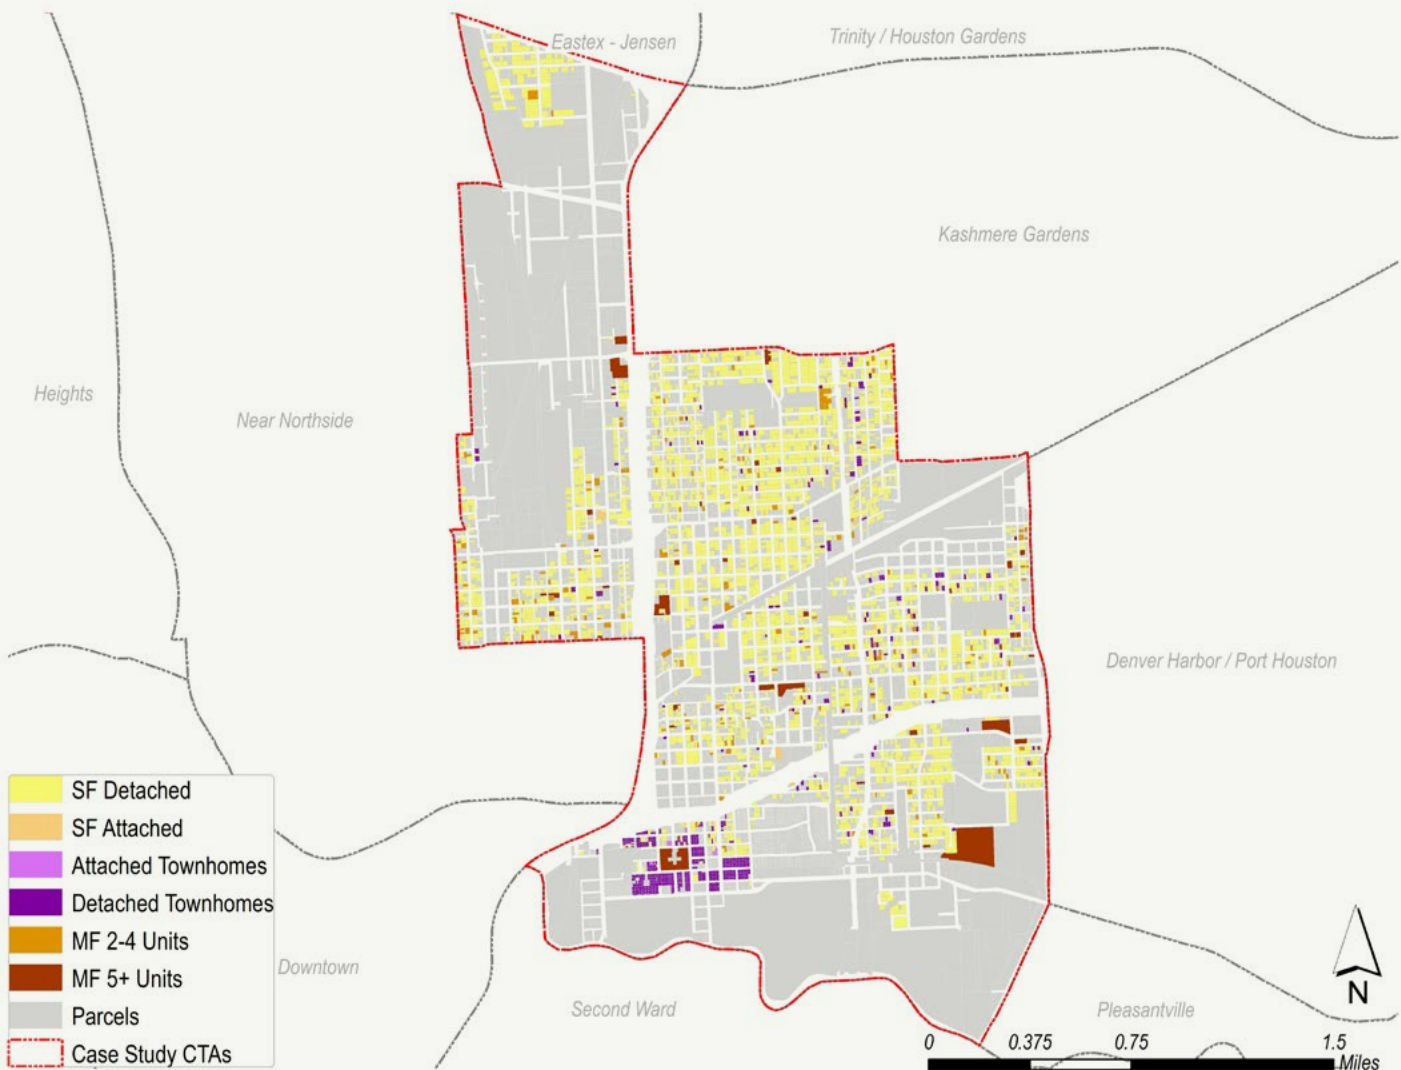 Eastex - Jensen
Trinity / Houston Gardens
Kashmere Gardens
Heights
Near Northside
Denver Harbor / Port Houston
SF Detached
SF Attached
Attached Townhomes
Detached Townhomes
MF 2-4 Units
MF 5+ Units
Parcels
Case Study CTAs
Downtown
Second Ward
Pleasantville
N
0 0.375 0.75 1.5
Miles